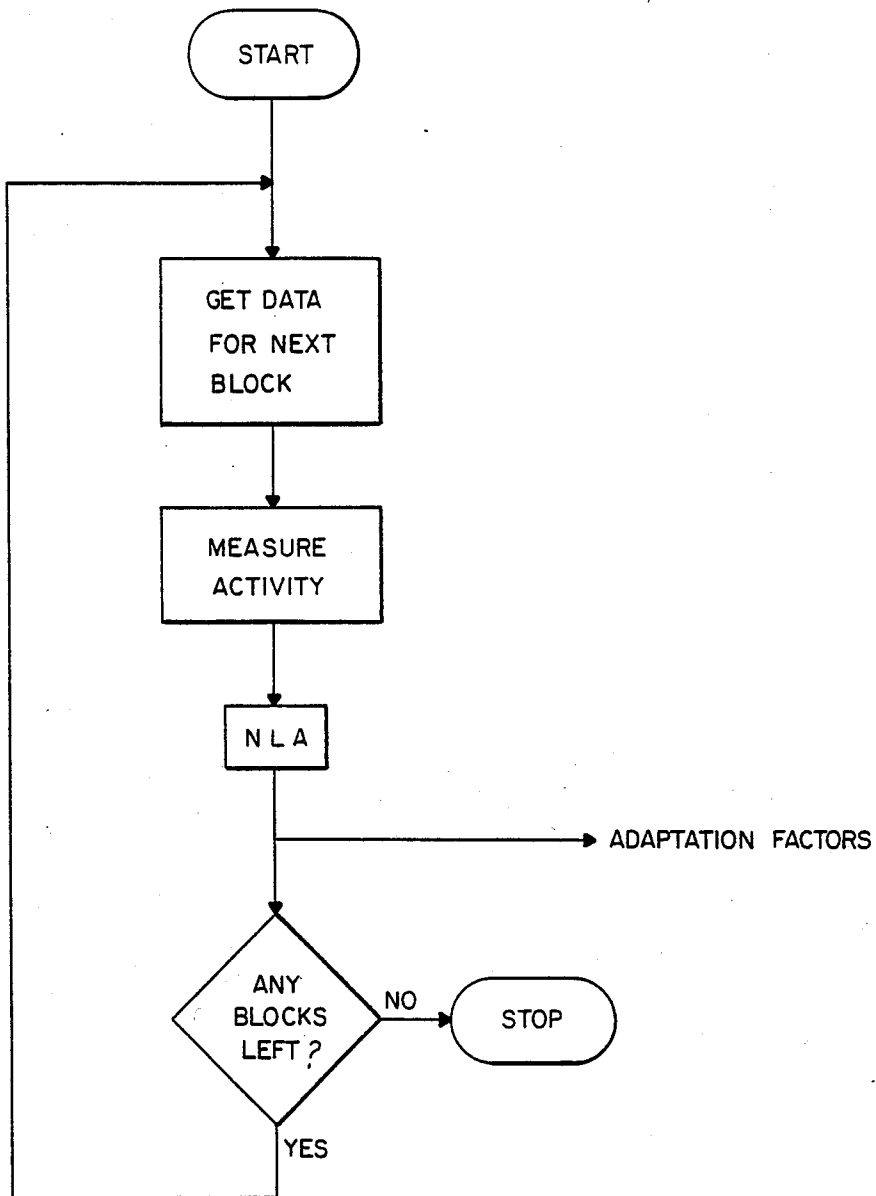 START
GET DATA
FOR NEXT
BLOCK
MEASURE
ACTIVITY
NLA
ADAPTATION FACTORS
ANY
BLOCKS
LEFT?
NO
STOP
YES